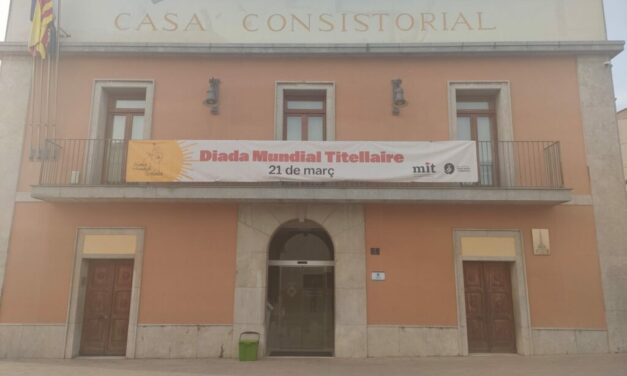 CASA CONSISTORIAL
Diada Mundial Titellaire
21 de març
mit